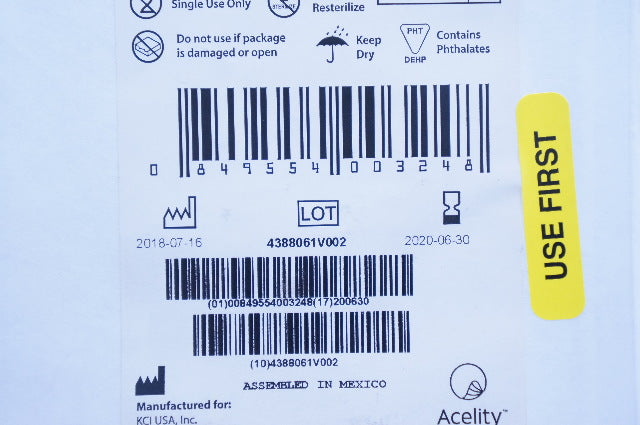 Single Use Only
STERILIZE
Resterilize
Do not use if package
is damaged or open
Keep
Dry
PHT
DEHP
Contains
Phthalates
0 849554 003248
LOT
2018-07-16
4388061V002
2020-06-30
USE FIRST
(01)00849554003248(17)200630
(10)4388061V002
ASSEMBLED IN MEXICO
Manufactured for:
KCI USA, Inc.
Acelity™